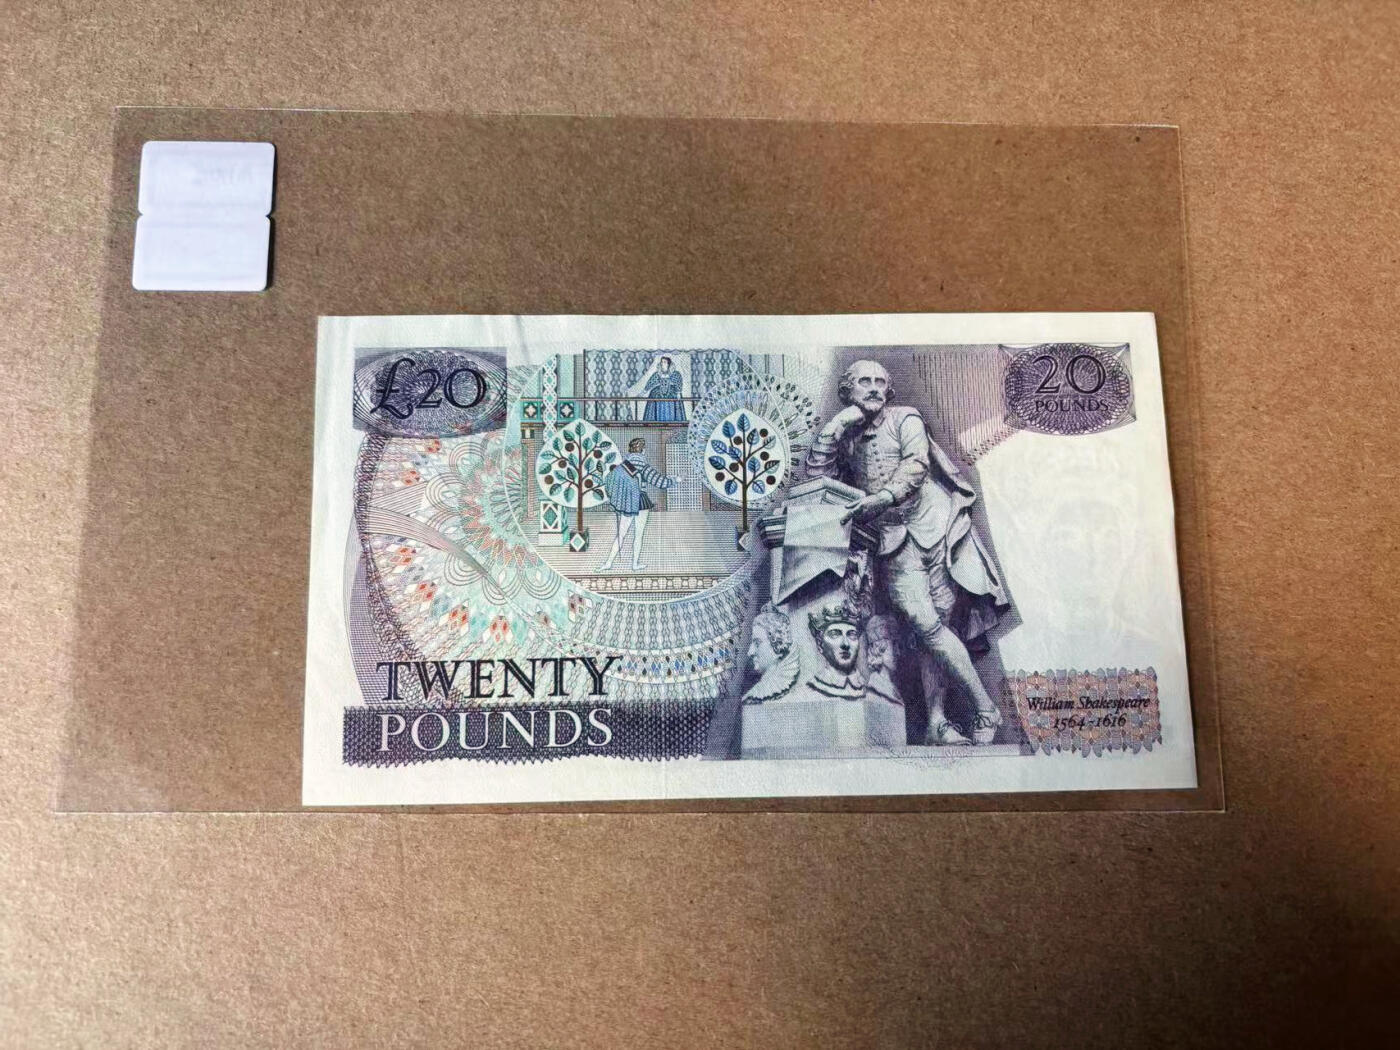 £20
20
POUNDS
TWENTY
POUNDS
William Shakespeare
1564-1616